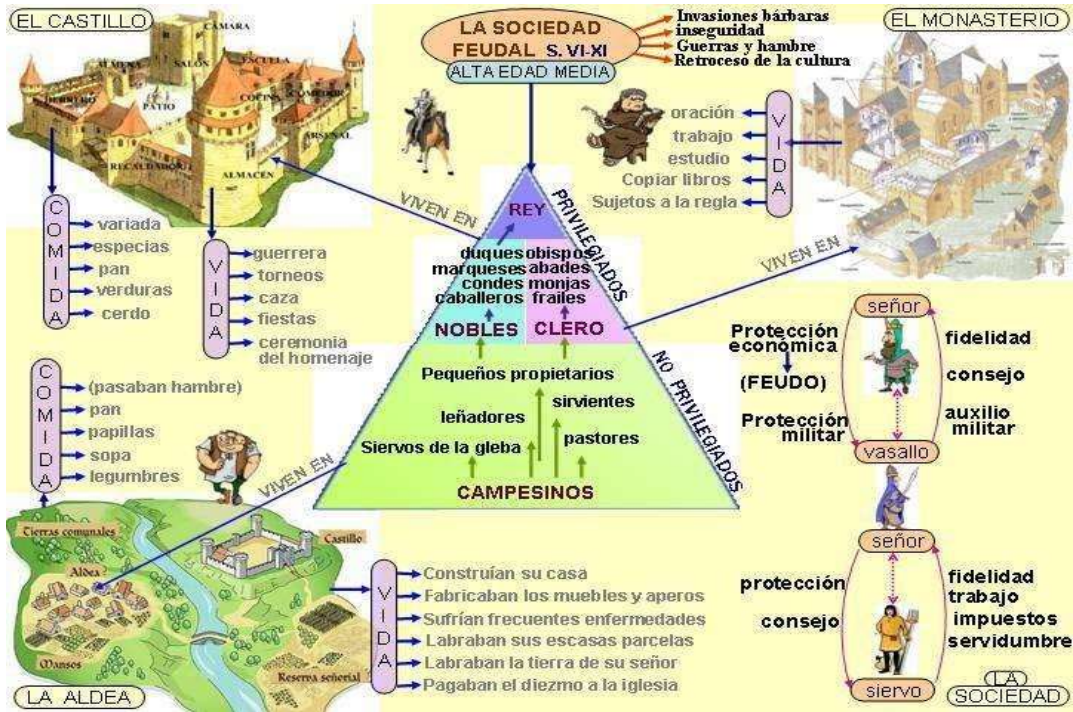 EL CASTILLO
CÁMARA
ALMENA
SALÓN
ESCUELA
HERRERO
PATIO
COCINA
COMEDOR
ARSENAL
RECAUDADOR
ALMACÉN
LA SOCIEDAD
FEUDAL S. VI-XI
ALTA EDAD MEDIA
Invasiones bárbaras
inseguridad
Guerras y hambre
Retroceso de la cultura
EL MONASTERIO
VIDA
oración
trabajo
estudio
Copiar libros
Sujetos a la regla
COMIDA
variada
especias
pan
verduras
cerdo
VIDA
guerrera
torneos
caza
fiestas
ceremonia
del homenaje
VIVEN EN
VIVEN EN
REY
PRIVILEGIADOS
duques obispos
marqueses abades
condes monjas
caballeros frailes
NOBLES CLERO
NO PRIVILEGIADOS
Pequeños propietarios
sirvientes
leñadores
Siervos de la gleba
pastores
CAMPESINOS
VIVEN EN
señor
Protección
económica
(FEUDO)
Protección
militar
fidelidad
consejo
auxilio
militar
vasallo
señor
protección
consejo
fidelidad
trabajo
impuestos
servidumbre
siervo
LA
SOCIEDAD
COMIDA
(pasaban hambre)
pan
papillas
sopa
legumbres
Tierras comunales
Castillo
Aldea
Mansos
Reserva señorial
LA ALDEA
VIDA
Construían su casa
Fabricaban los muebles y aperos
Sufrían frecuentes enfermedades
Labraban sus escasas parcelas
Labraban la tierra de su señor
Pagaban el diezmo a la iglesia